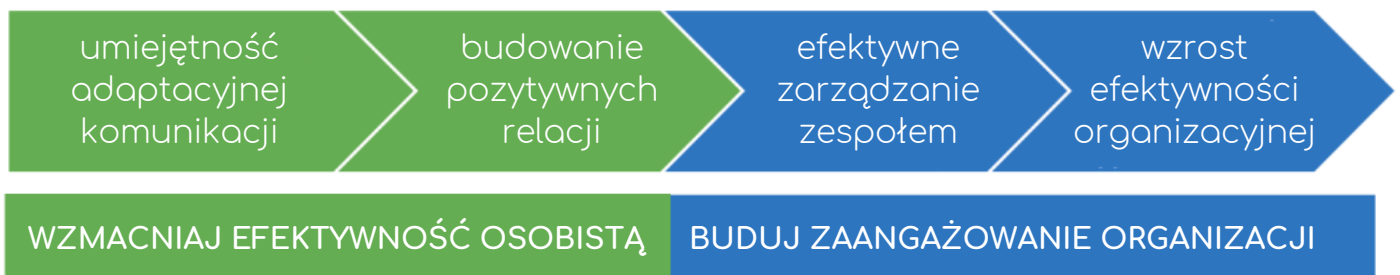 umiejętność
adaptacyjnej
komunikacji
budowanie
pozytywnych
relacji
efektywne
zarządzanie
zespołem
wzrost
efektywności
organizacyjnej
WZMACNIAJ EFEKTYWNOŚĆ OSOBISTĄ
BUDUJ ZAANGAŻOWANIE ORGANIZACJI